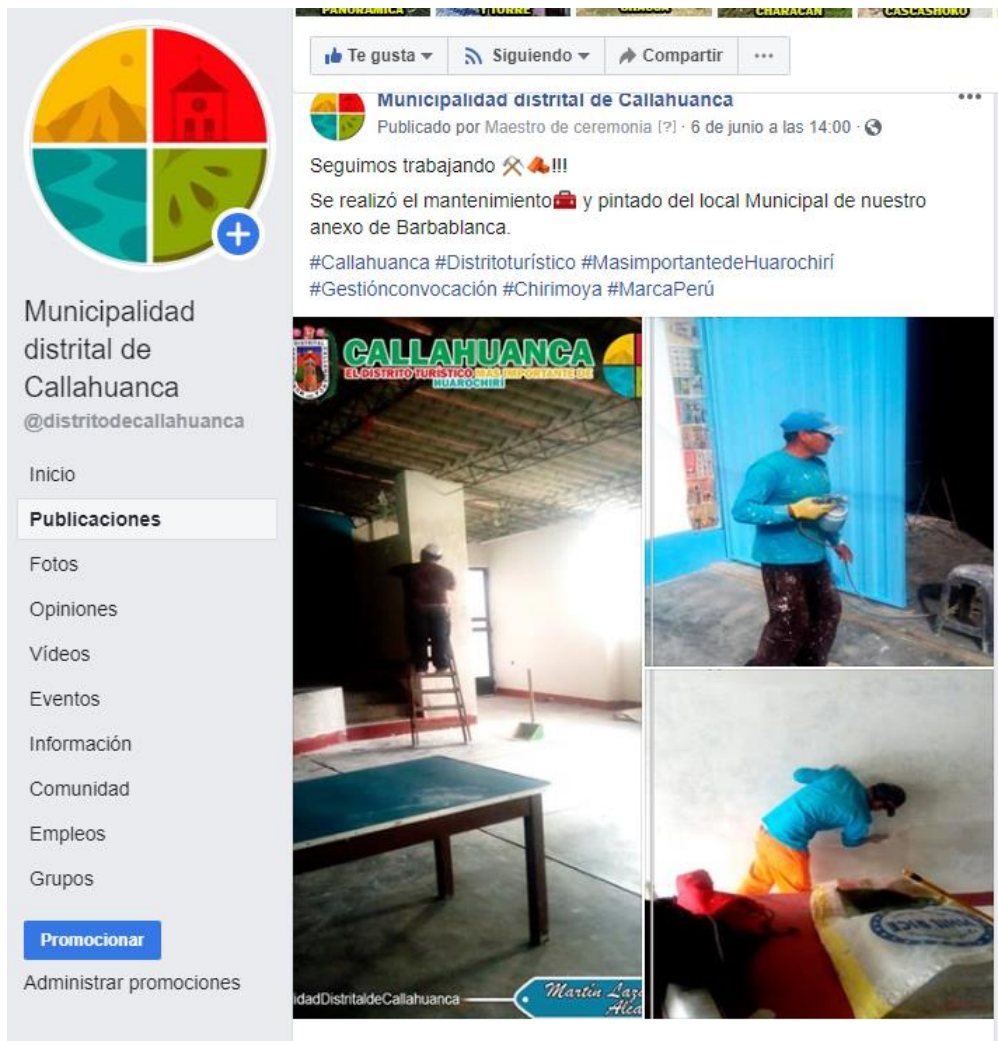 PANORAMICA
Y TORRE
CHARACAN
CASCASHOKO
Te gusta
Siguiendo
Compartir
Municipalidad distrital de Callahuanca
Publicado por Maestro de ceremonia [?] · 6 de junio a las 14:00 ·
Seguimos trabajando ⚒️📣!!!
Se realizó el mantenimiento🧰 y pintado del local Municipal de nuestro
anexo de Barbablanca.
#Callahuanca #Distritoturístico #MasimportantedeHuarochirí
#Gestiónconvocación #Chirimoya #MarcaPerú
Municipalidad
distrital de
Callahuanca
@distritodecallahuanca
Inicio
Publicaciones
Fotos
Opiniones
Vídeos
Eventos
Información
Comunidad
Empleos
Grupos
Promocionar
Administrar promociones
CALLAHUANCA
EL DISTRITO TURISTICO MAS IMPORTANTE DE
HUAROCHIRÍ
idadDistritaldeCallahuanca
Martín